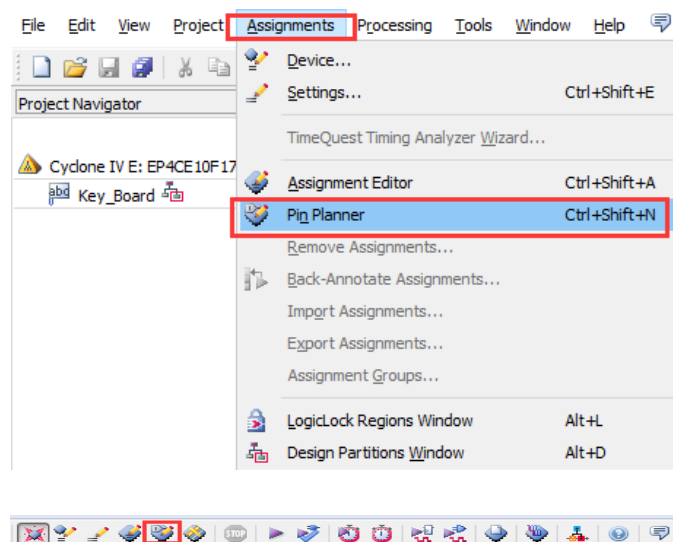 File Edit View Project Assignments Processing Tools Window Help
Device...
Project Navigator
Settings... Ctrl+Shift+E
TimeQuest Timing Analyzer Wizard...
Cyclone IV E: EP4CE10F17
Assignment Editor Ctrl+Shift+A
abd Key_Board
Pin Planner Ctrl+Shift+N
Remove Assignments...
Back-Annotate Assignments...
Import Assignments...
Export Assignments...
Assignment Groups...
LogicLock Regions Window Alt+L
Design Partitions Window Alt+D
STOP